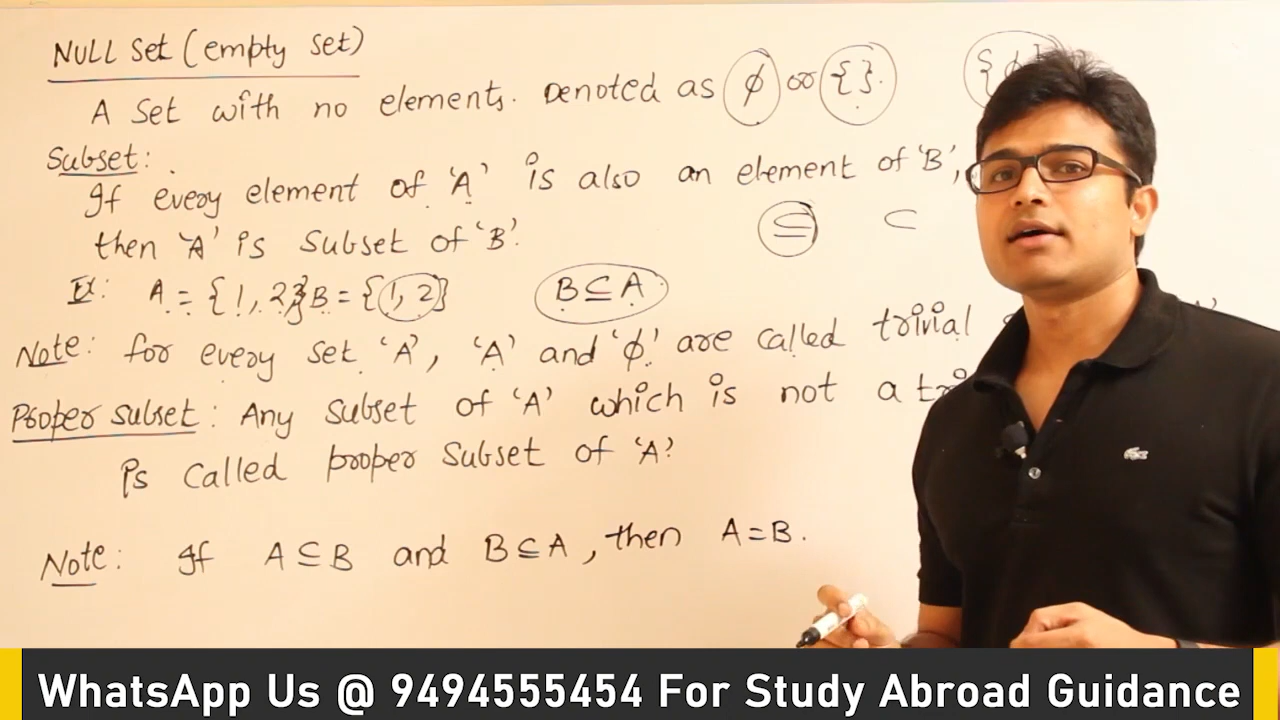 NULL set (empty set)
A set with no elements. Denoted as ϕ or {}. {ϕ
Subset:
If every element of 'A' is also an element of 'B',
then 'A' is subset of 'B'. ⊆ ⊂
Ex: A = {1, 2} B = {1, 2} B⊆A
Note: for every set 'A', 'A' and 'ϕ' are called trivial
Proper subset: Any subset of 'A' which is not a
is called proper subset of 'A'
Note: If A⊆B and B⊆A, then A=B.
WhatsApp Us @ 9494555454 For Study Abroad Guidance